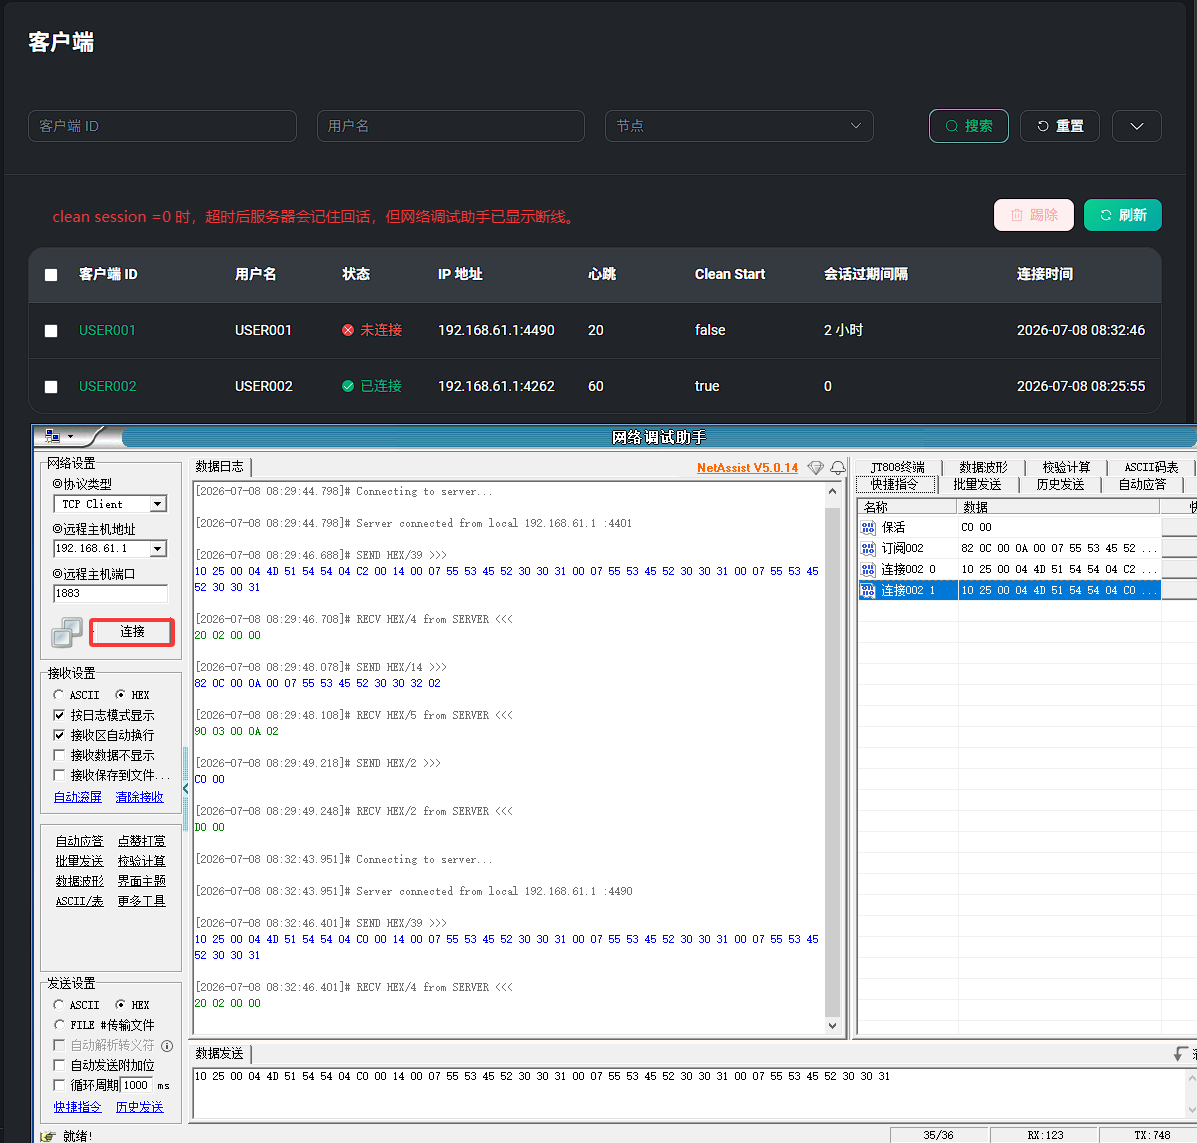 客户端
客户端 ID 用户名 节点 搜索 重置
clean session =0 时，超时后服务器会记住回话，但网络调试助手已显示断线。 踢除 刷新
客户端 ID 用户名 状态 IP 地址 心跳 Clean Start 会话过期间隔 连接时间
USER001 USER001 未连接 192.168.61.1:4490 20 false 2 小时 2026-07-08 08:32:46
USER002 USER002 已连接 192.168.61.1:4262 60 true 0 2026-07-08 08:25:55
网络调试助手
网络设置
◎协议类型
TCP Client
◎远程主机地址
192.168.61.1
◎远程主机端口
1883
连接
接收设置
ASCII HEX
按日志模式显示
接收区自动换行
接收数据不显示
接收保存到文件...
自动滚屏 清除接收
自动应答 点赞打赏
批量发送 校验计算
数据波形 界面主题
ASCII/表 更多工具
发送设置
ASCII HEX
FILE #传输文件
自动解析转义符
自动发送附加位
循环周期 1000 ms
快捷指令 历史发送
就绪!
数据日志 NetAssist V5.0.14
[2026-07-08 08:29:44.798]# Connecting to server...
[2026-07-08 08:29:44.798]# Server connected from local 192.168.61.1 :4401
[2026-07-08 08:29:46.688]# SEND HEX/39 >>>
10 25 00 04 4D 51 54 54 04 C2 00 14 00 07 55 53 45 52 30 30 31 00 07 55 53 45 52 30 30 31 00 07 55 53 45
52 30 30 31
[2026-07-08 08:29:46.708]# RECV HEX/4 from SERVER <<<
20 02 00 00
[2026-07-08 08:29:48.078]# SEND HEX/14 >>>
82 0C 00 0A 00 07 55 53 45 52 30 30 32 02
[2026-07-08 08:29:48.108]# RECV HEX/5 from SERVER <<<
90 03 00 0A 02
[2026-07-08 08:29:49.218]# SEND HEX/2 >>>
C0 00
[2026-07-08 08:29:49.248]# RECV HEX/2 from SERVER <<<
D0 00
[2026-07-08 08:32:43.951]# Connecting to server...
[2026-07-08 08:32:43.951]# Server connected from local 192.168.61.1 :4490
[2026-07-08 08:32:46.401]# SEND HEX/39 >>>
10 25 00 04 4D 51 54 54 04 C0 00 14 00 07 55 53 45 52 30 30 31 00 07 55 53 45 52 30 30 31 00 07 55 53 45
52 30 30 31
[2026-07-08 08:32:46.401]# RECV HEX/4 from SERVER <<<
20 02 00 00
数据发送
10 25 00 04 4D 51 54 54 04 C0 00 14 00 07 55 53 45 52 30 30 31 00 07 55 53 45 52 30 30 31 00 07 55 53 45 52 30 30 31
JT808终端 数据波形 校验计算 ASCII码表
快捷指令 批量发送 历史发送 自动应答
名称 数据
保活 C0 00
订阅002 82 0C 00 0A 00 07 55 53 45 52 ...
连接002 0 10 25 00 04 4D 51 54 54 04 C2 ...
连接002 1 10 25 00 04 4D 51 54 54 04 C0 ...
35/36 RX:123 TX:748